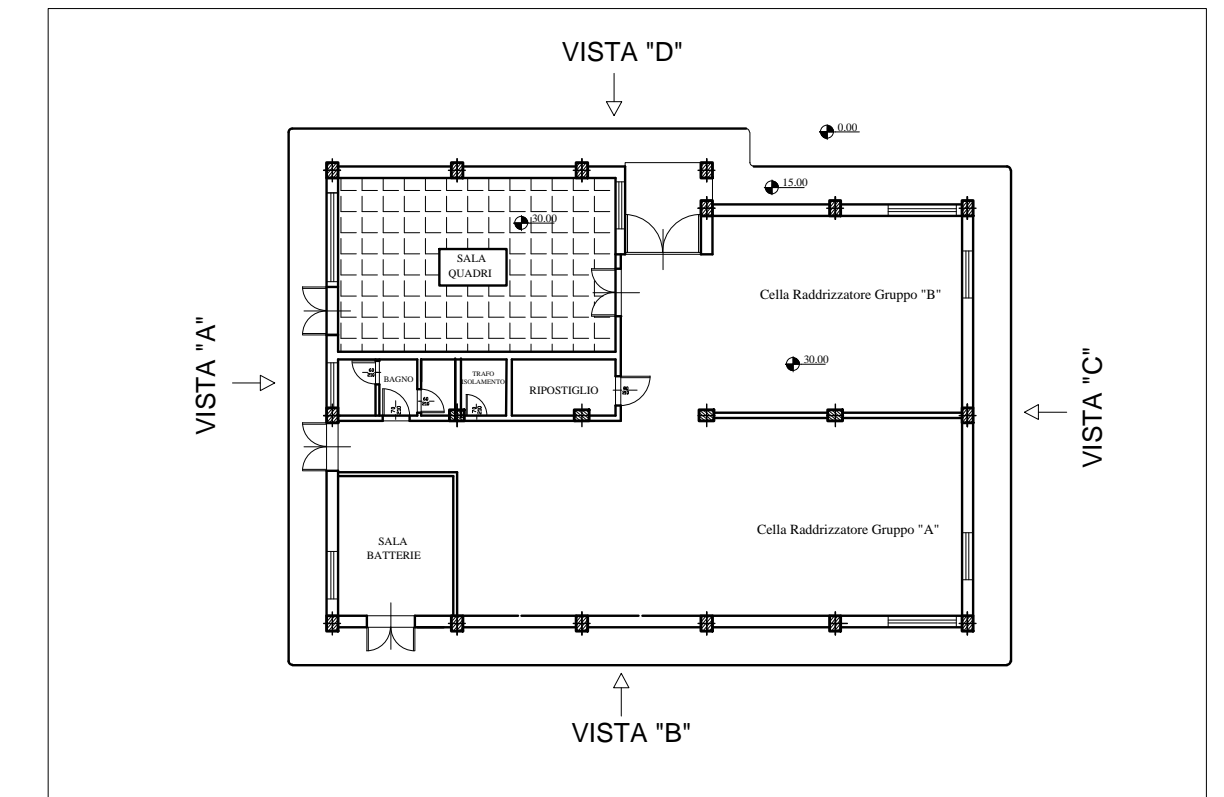 VISTA "D"
0.00
15.00
30.00
SALA
QUADRI
Cella Raddrizzatore Gruppo "B"
VISTA "A"
30.00
VISTA "C"
BAGNO
TRAFO
ISOLAMENTO
RIPOSTIGLIO
Cella Raddrizzatore Gruppo "A"
SALA
BATTERIE
VISTA "B"